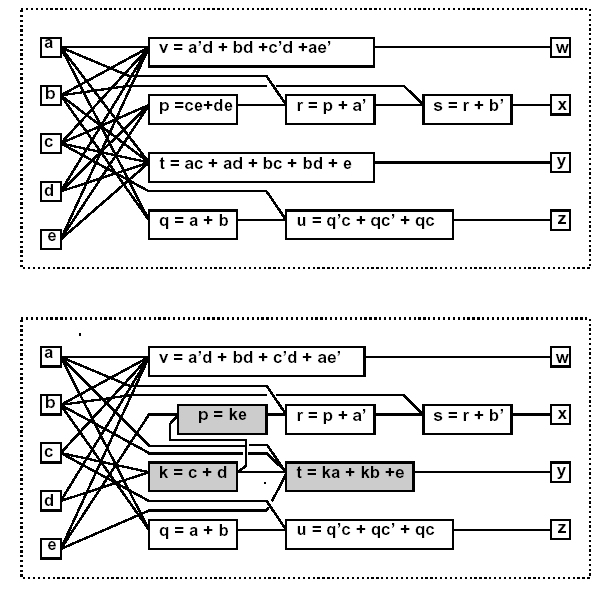 a v = a’d + bd +c’d +ae’ w
b p =ce+de r = p + a’ s = r + b’ x
c t = ac + ad + bc + bd + e y
d
q = a + b u = q’c + qc’ + qc z
e
a v = a’d + bd + c’d + ae’ w
b p = ke r = p + a’ s = r + b’ x
c k = c + d t = ka + kb +e y
d
q = a + b u = q’c + qc’ + qc z
e